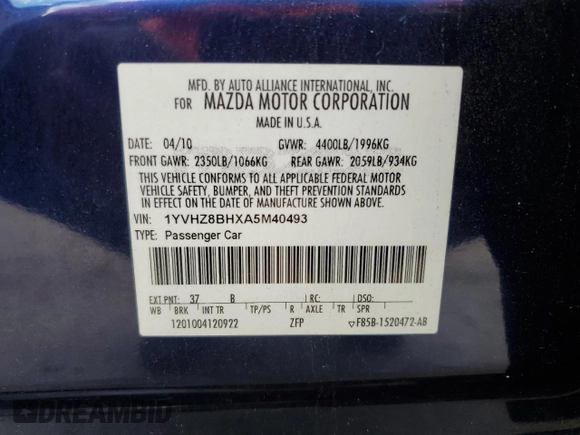 MFD. BY AUTO ALLIANCE INTERNATIONAL, INC.
FOR MAZDA MOTOR CORPORATION
MADE IN U.S.A.
DATE: 04/10 GVWR: 4400LB/1996KG
FRONT GAWR: 2350LB/1066KG REAR GAWR: 2059LB/934KG
THIS VEHICLE CONFORMS TO ALL APPLICABLE FEDERAL MOTOR
VEHICLE SAFETY, BUMPER, AND THEFT PREVENTION STANDARDS
IN EFFECT ON THE DATE OF MANUFACTURE SHOWN ABOVE.
VIN: 1YVHZ8BHXA5M40493
TYPE: Passenger Car
EXT PNT: 37 B RC: DSO:
WB BRK INT TR TP/PS R AXLE TR SPR
1201004120922 ZFP ▽F85B-1520472-AB
DREAMBID